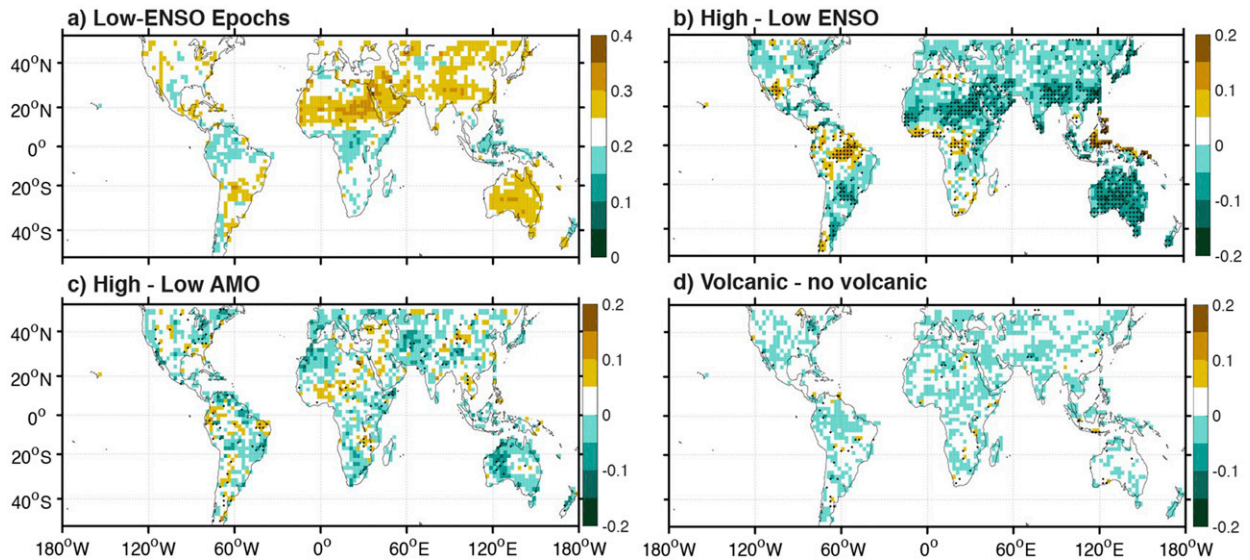 a) Low-ENSO Epochs
b) High - Low ENSO
40°N
20°N
0°
20°S
40°S
0.4
0.3
0.2
0.1
0
0.2
0.1
0
-0.1
-0.2
c) High - Low AMO
d) Volcanic - no volcanic
40°N
20°N
0°
20°S
40°S
0.2
0.1
0
-0.1
-0.2
0.2
0.1
0
-0.1
-0.2
180°W 120°W 60°W 0° 60°E 120°E 180°W
180°W 120°W 60°W 0° 60°E 120°E 180°W